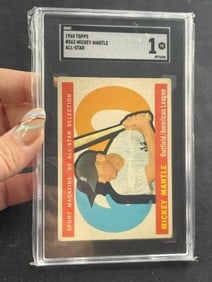 1960 TOPPS
#563 MICKEY MANTLE
ALL-STAR
1
SPORT MAGAZINE '60 ALL-STAR SELECTION
MICKEY MANTLE
Outfield/American League